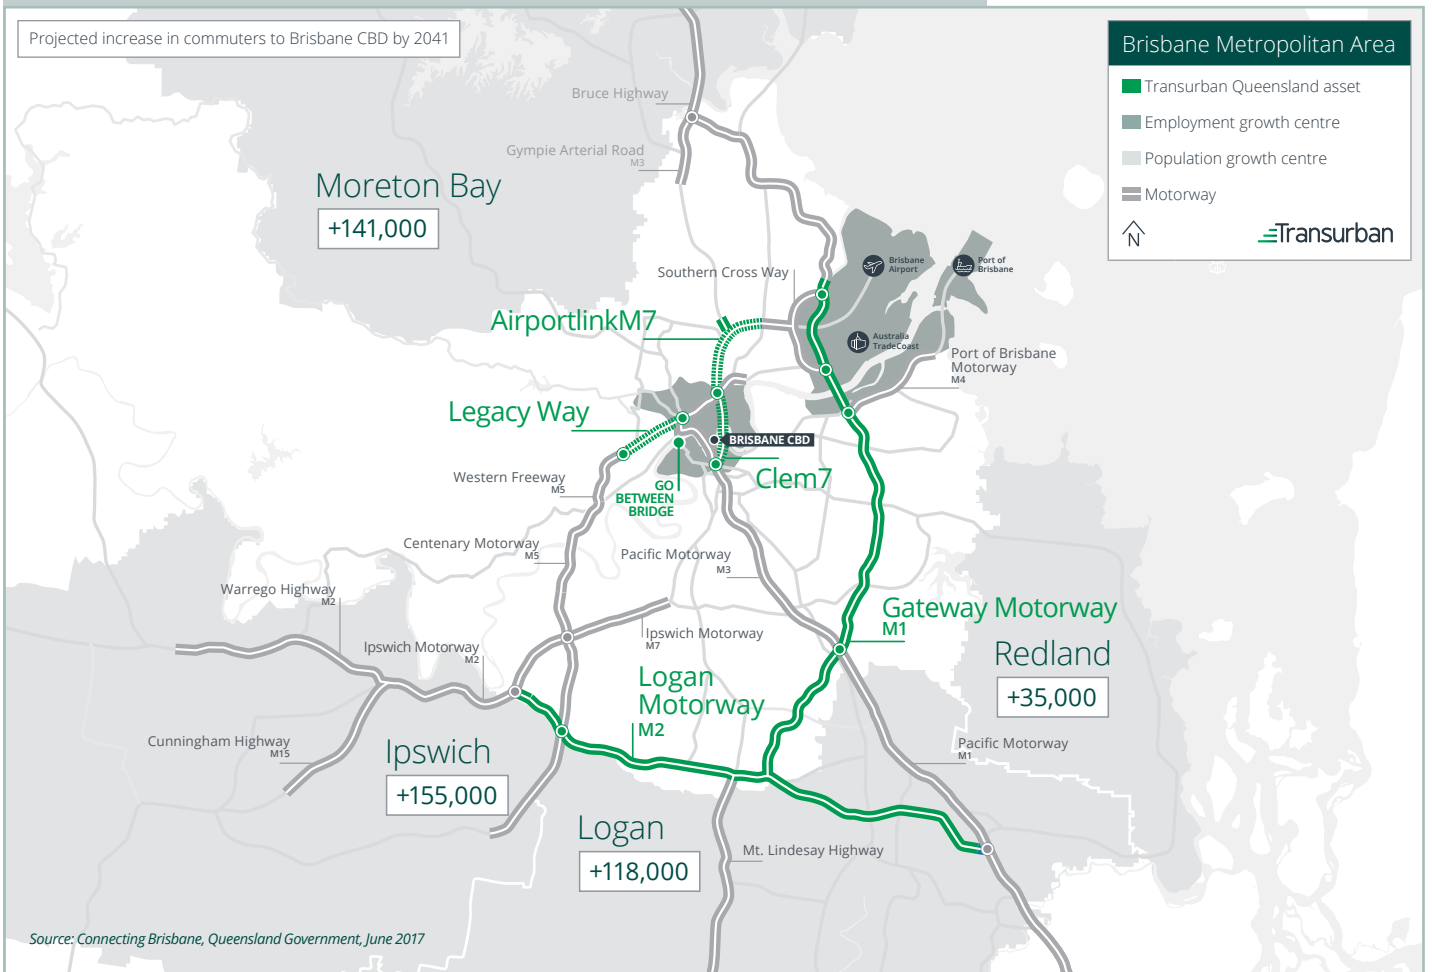 Projected increase in commuters to Brisbane CBD by 2041
Brisbane Metropolitan Area
Transurban Queensland asset
Employment growth centre
Population growth centre
Motorway
N
Transurban
Bruce Highway
Gympie Arterial Road
M3
Moreton Bay
+141,000
Southern Cross Way
Brisbane
Airport
Port of
Brisbane
AirportlinkM7
Australia
TradeCoast
Port of Brisbane
Motorway
M4
Legacy Way
BRISBANE CBD
Western Freeway
M5
Clem7
GO
BETWEEN
BRIDGE
Centenary Motorway
M5
Pacific Motorway
M3
Warrego Highway
M2
Gateway Motorway
M1
Ipswich Motorway
M7
Ipswich Motorway
M2
Redland
+35,000
Logan
Motorway
M2
Cunningham Highway
M15
Ipswich
+155,000
Pacific Motorway
M1
Logan
+118,000
Mt. Lindesay Highway
Source: Connecting Brisbane, Queensland Government, June 2017